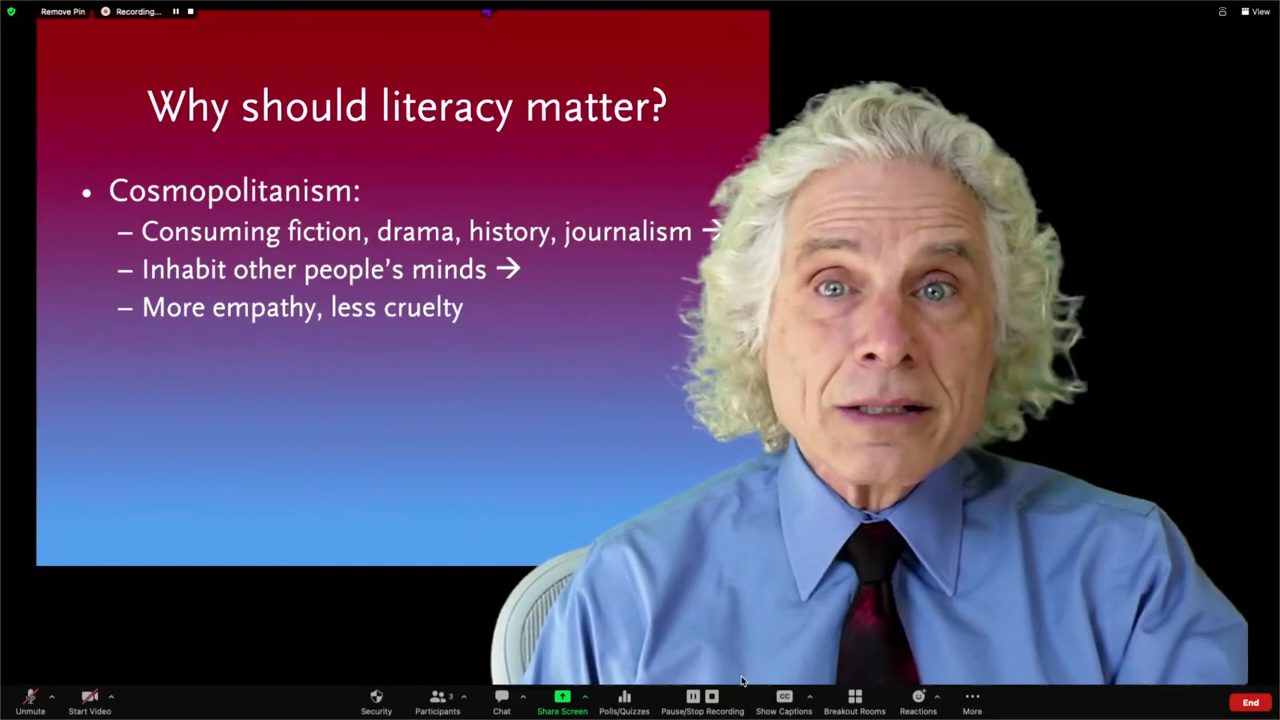 Remove Pin Recording... View
Why should literacy matter?
• Cosmopolitanism:
– Consuming fiction, drama, history, journalism →
– Inhabit other people's minds →
– More empathy, less cruelty
Unmute Start Video Security Participants 3 Chat Share Screen Polls/Quizzes Pause/Stop Recording CC Show Captions Breakout Rooms Reactions More End